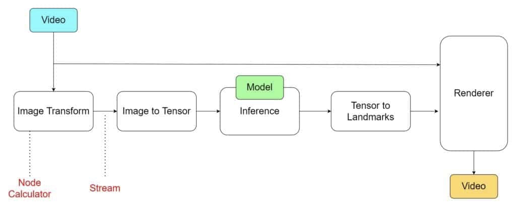 Video
Model
Image Transform
Image to Tensor
Inference
Tensor to
Landmarks
Renderer
Node
Calculator
Stream
Video